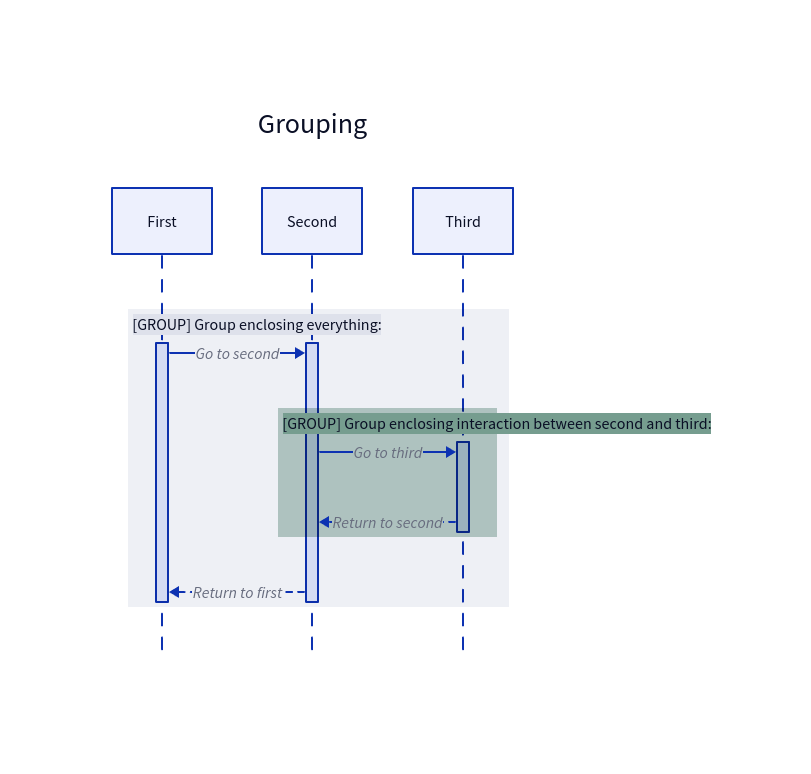 Grouping
First
Second
Third
[GROUP] Group enclosing everything:
Go to second
[GROUP] Group enclosing interaction between second and third:
Go to third
Return to second
Return to first